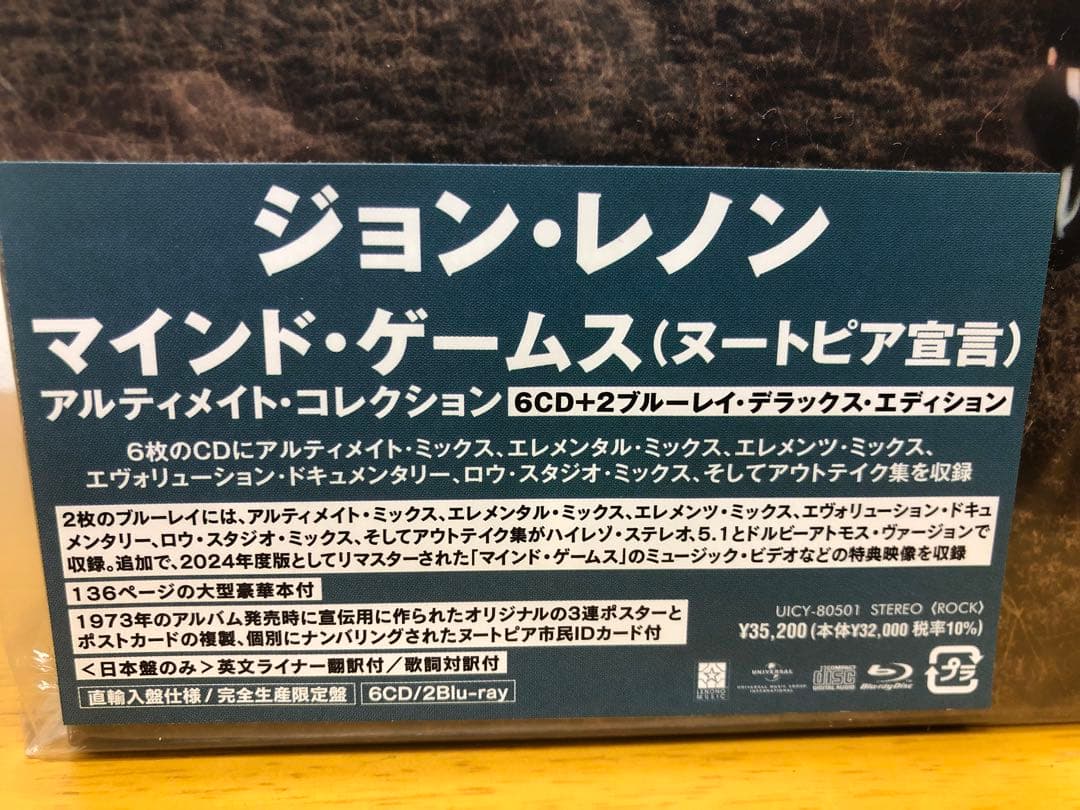 ジョン・レノン
マインド・ゲームス(ヌートピア宣言)
アルティメイト・コレクション 6CD+2ブルーレイ・デラックス・エディション
6枚のCDにアルティメイト・ミックス、エレメンタル・ミックス、エレメンツ・ミックス、
エヴォリューション・ドキュメンタリー、ロウ・スタジオ・ミックス、そしてアウトテイク集を収録
2枚のブルーレイには、アルティメイト・ミックス、エレメンタル・ミックス、エレメンツ・ミックス、エヴォリューション・ドキュ
メンタリー、ロウ・スタジオ・ミックス、そしてアウトテイク集がハイレゾ・ステレオ、5.1とドルビーアトモス・ヴァージョンで
収録。追加で、2024年度版としてリマスターされた「マインド・ゲームス」のミュージック・ビデオなどの特典映像を収録
136ページの大型豪華本付
1973年のアルバム発売時に宣伝用に作られたオリジナルの3連ポスターと
ポストカードの複製、個別にナンバリングされたヌートピア市民IDカード付
<日本盤のみ>英文ライナー翻訳付/歌詞対訳付
直輸入盤仕様/完全生産限定盤 6CD/2Blu-ray
UICY-80501 STEREO 〈ROCK〉
¥35,200(本体¥32,000 税率10%)
LENONO
MUSIC
UNIVERSAL
UNIVERSAL MUSIC GROUP
INTERNATIONAL
COMPACT
disc
DIGITAL AUDIO
Blu-ray Disc
プラ